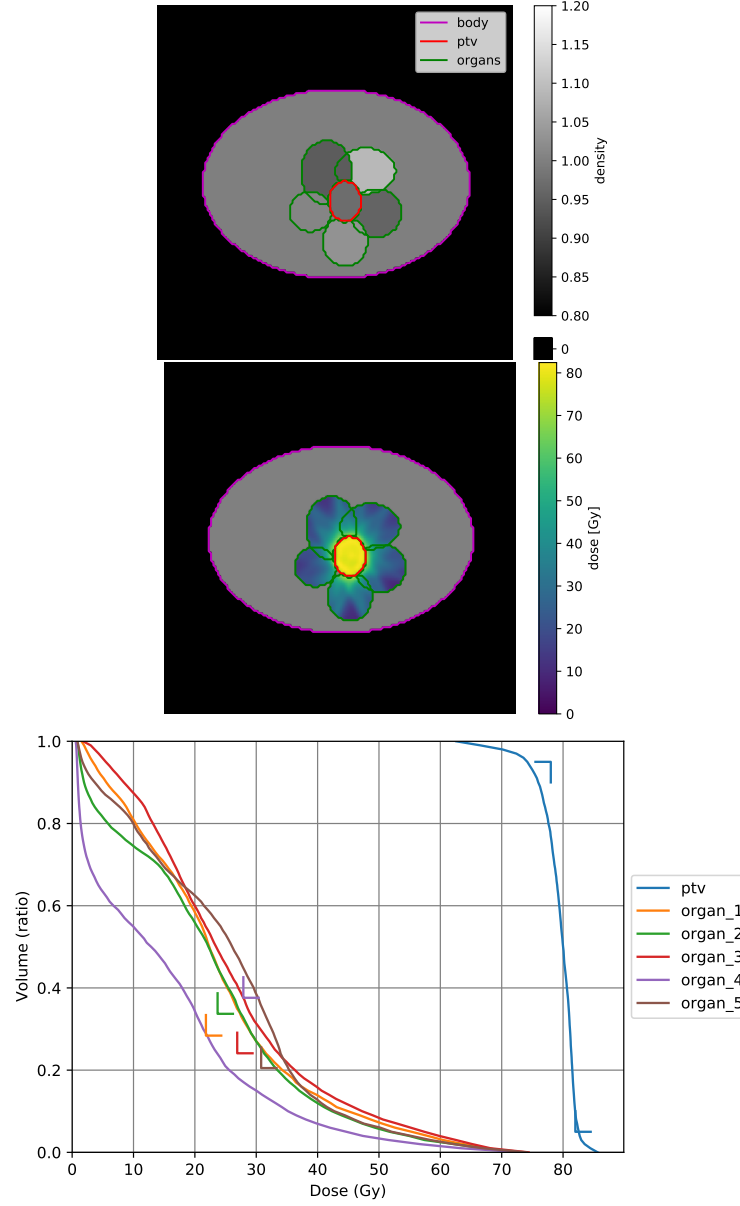 body
ptv
organs
1.20
1.15
1.10
1.05
1.00
0.95
0.90
0.85
0.80
density
0
80
70
60
50
40
30
20
10
0
dose [Gy]
1.0
0.8
0.6
0.4
0.2
0.0
Volume (ratio)
0 10 20 30 40 50 60 70 80
Dose (Gy)
ptv
organ_1
organ_2
organ_3
organ_4
organ_5